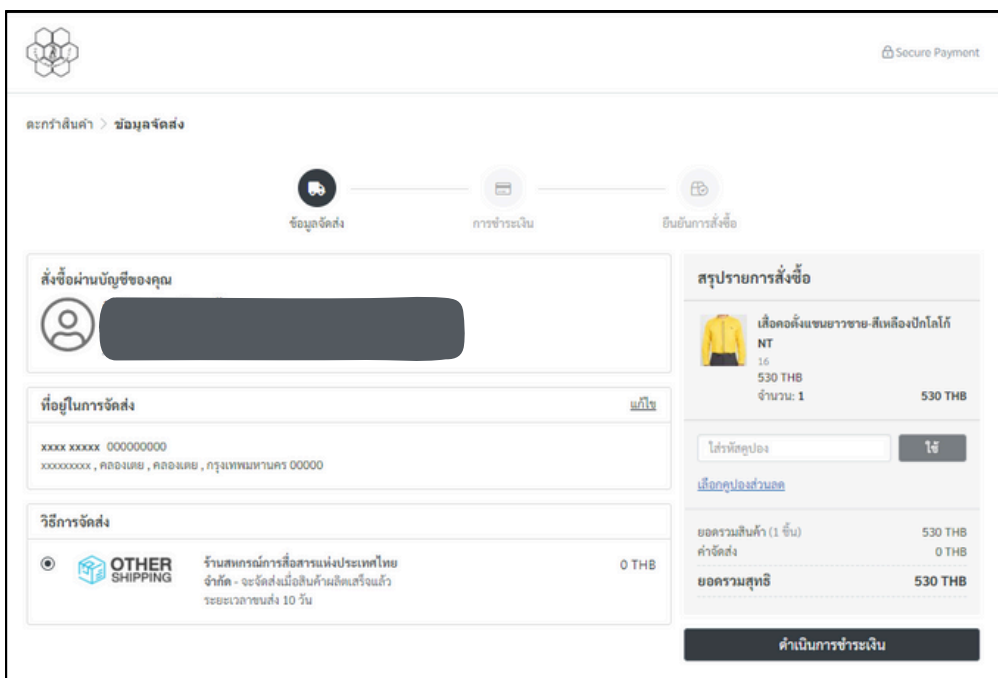 Secure Payment
ตะกร้าสินค้า > ข้อมูลจัดส่ง
ข้อมูลจัดส่ง
การชำระเงิน
ยืนยันการสั่งซื้อ
สั่งซื้อผ่านบัญชีของคุณ
ที่อยู่ในการจัดส่ง
แก้ไข
xxxx xxxxx 000000000
xxxxxxxxx , คลองเตย , คลองเตย , กรุงเทพมหานคร 00000
วิธีการจัดส่ง
OTHER
SHIPPING
ร้านสหกรณ์การสื่อสารแห่งประเทศไทย
จำกัด - จะจัดส่งเมื่อสินค้าผลิตเสร็จแล้ว
ระยะเวลาขนส่ง 10 วัน
0 THB
สรุปรายการสั่งซื้อ
เสื้อคอตั้งแขนยาวชาย-สีเหลืองปักโลโก้
NT
16
530 THB
จำนวน: 1 530 THB
ใส่รหัสคูปอง ใช้
เลือกคูปองส่วนลด
ยอดรวมสินค้า (1 ชิ้น) 530 THB
ค่าจัดส่ง 0 THB
ยอดรวมสุทธิ 530 THB
ดำเนินการชำระเงิน